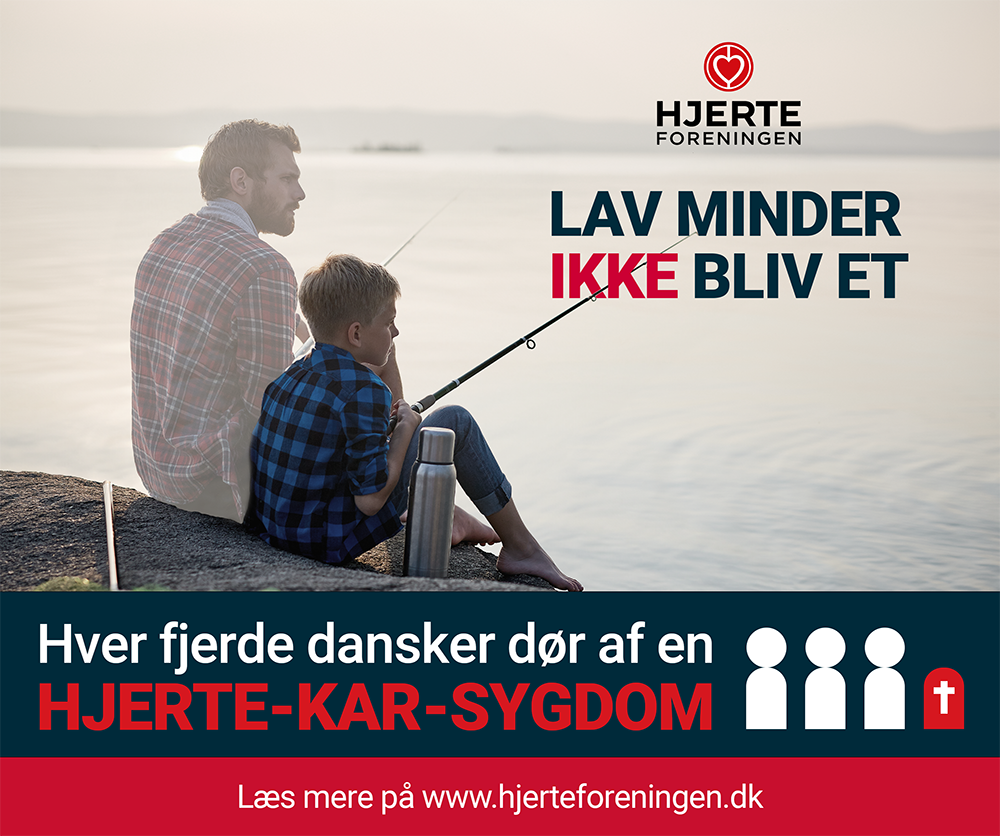 HJERTE
FORENINGEN
LAV MINDER
IKKE BLIV ET
Hver fjerde dansker dør af en
HJERTE-KAR-SYGDOM
Læs mere på www.hjerteforeningen.dk